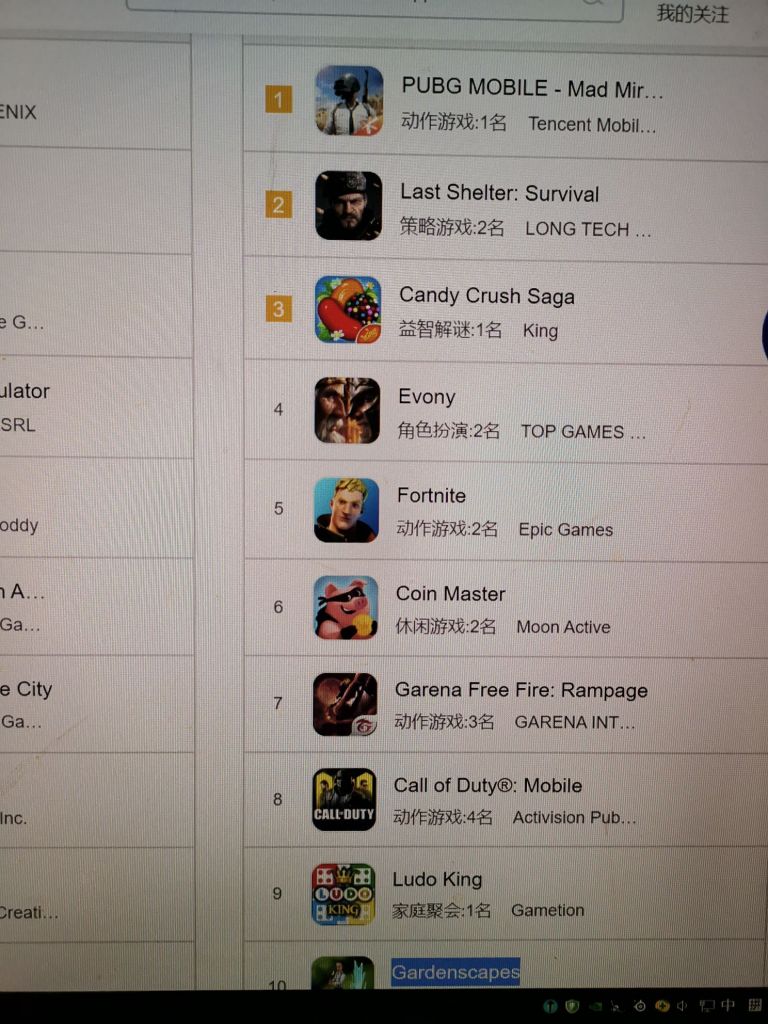 我的关注
ENIX
e G…
ulator
SRL
oddy
n A…
Ga…
e City
Ga…
Inc.
Creati…
1
PUBG MOBILE - Mad Mir…
动作游戏:1名 Tencent Mobil…
2
Last Shelter: Survival
策略游戏:2名 LONG TECH …
3
Candy Crush Saga
益智解谜:1名 King
4
Evony
角色扮演:2名 TOP GAMES …
5
Fortnite
动作游戏:2名 Epic Games
6
Coin Master
休闲游戏:2名 Moon Active
7
Garena Free Fire: Rampage
动作游戏:3名 GARENA INT…
8
CALL OF DUTY
Call of Duty®: Mobile
动作游戏:4名 Activision Pub…
9
LUDO
KING
Ludo King
家庭聚会:1名 Gametion
10
Gardenscapes
中
拼